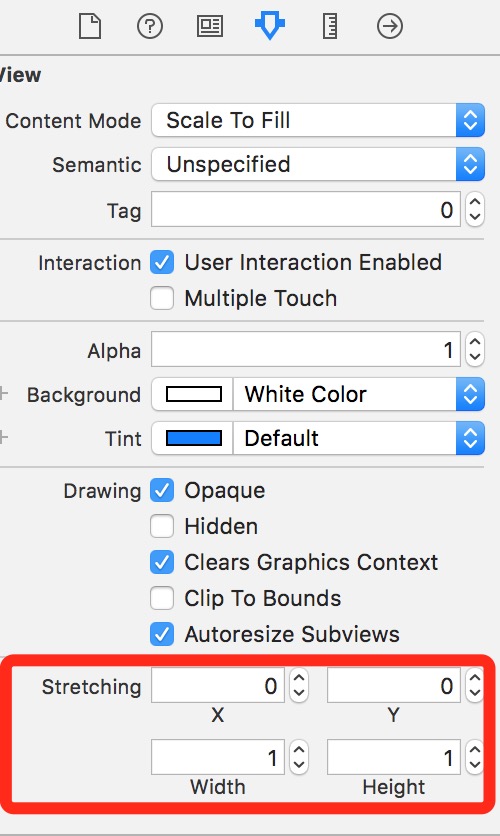 View
Content Mode Scale To Fill
Semantic Unspecified
Tag 0
Interaction User Interaction Enabled
Multiple Touch
Alpha 1
Background White Color
Tint Default
Drawing Opaque
Hidden
Clears Graphics Context
Clip To Bounds
Autoresize Subviews
Stretching 0 0
X Y
1 1
Width Height